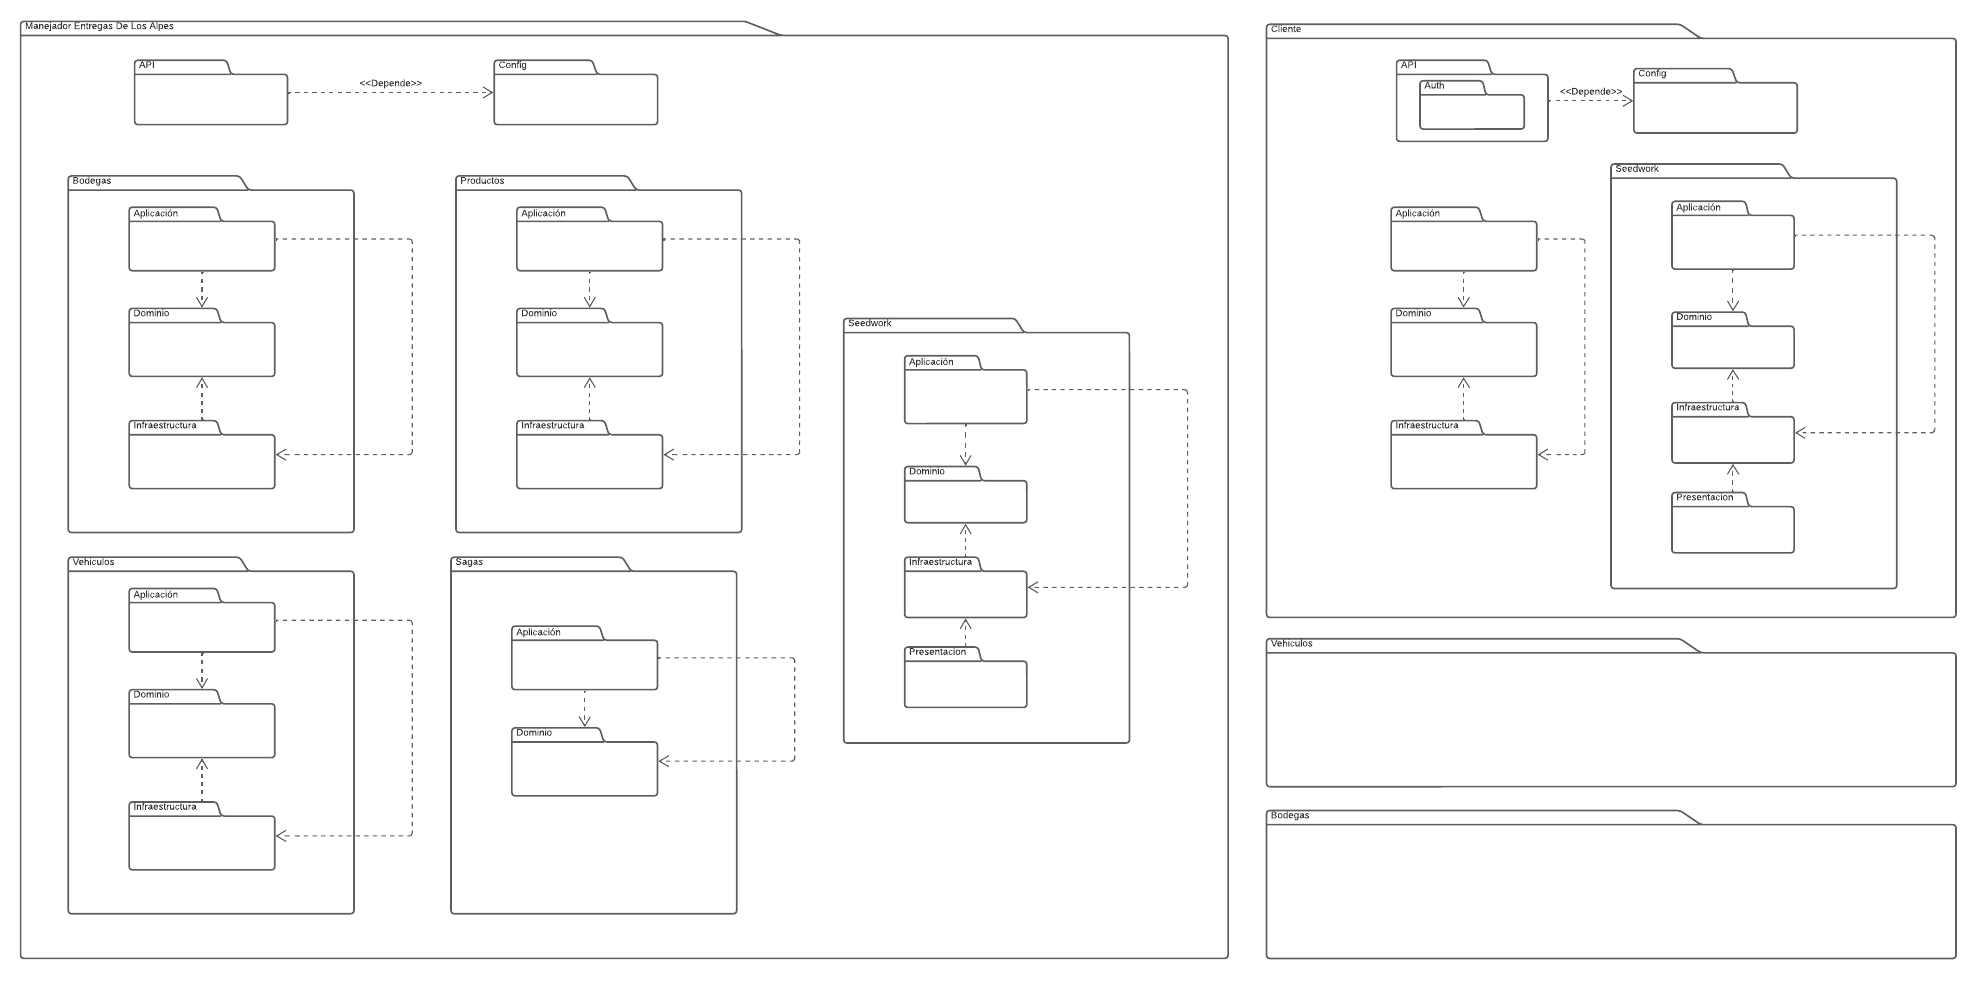 Manejador Entregas De Los Alpes
API
<<Depende>>
Config
Bodegas
Aplicación
Dominio
Infraestructura
Productos
Aplicación
Dominio
Infraestructura
Vehiculos
Aplicación
Dominio
Infraestructura
Sagas
Aplicación
Dominio
Seedwork
Aplicación
Dominio
Infraestructura
Presentacion
Cliente
API
Auth
<<Depende>>
Config
Aplicación
Dominio
Infraestructura
Seedwork
Aplicación
Dominio
Infraestructura
Presentacion
Vehiculos
Bodegas